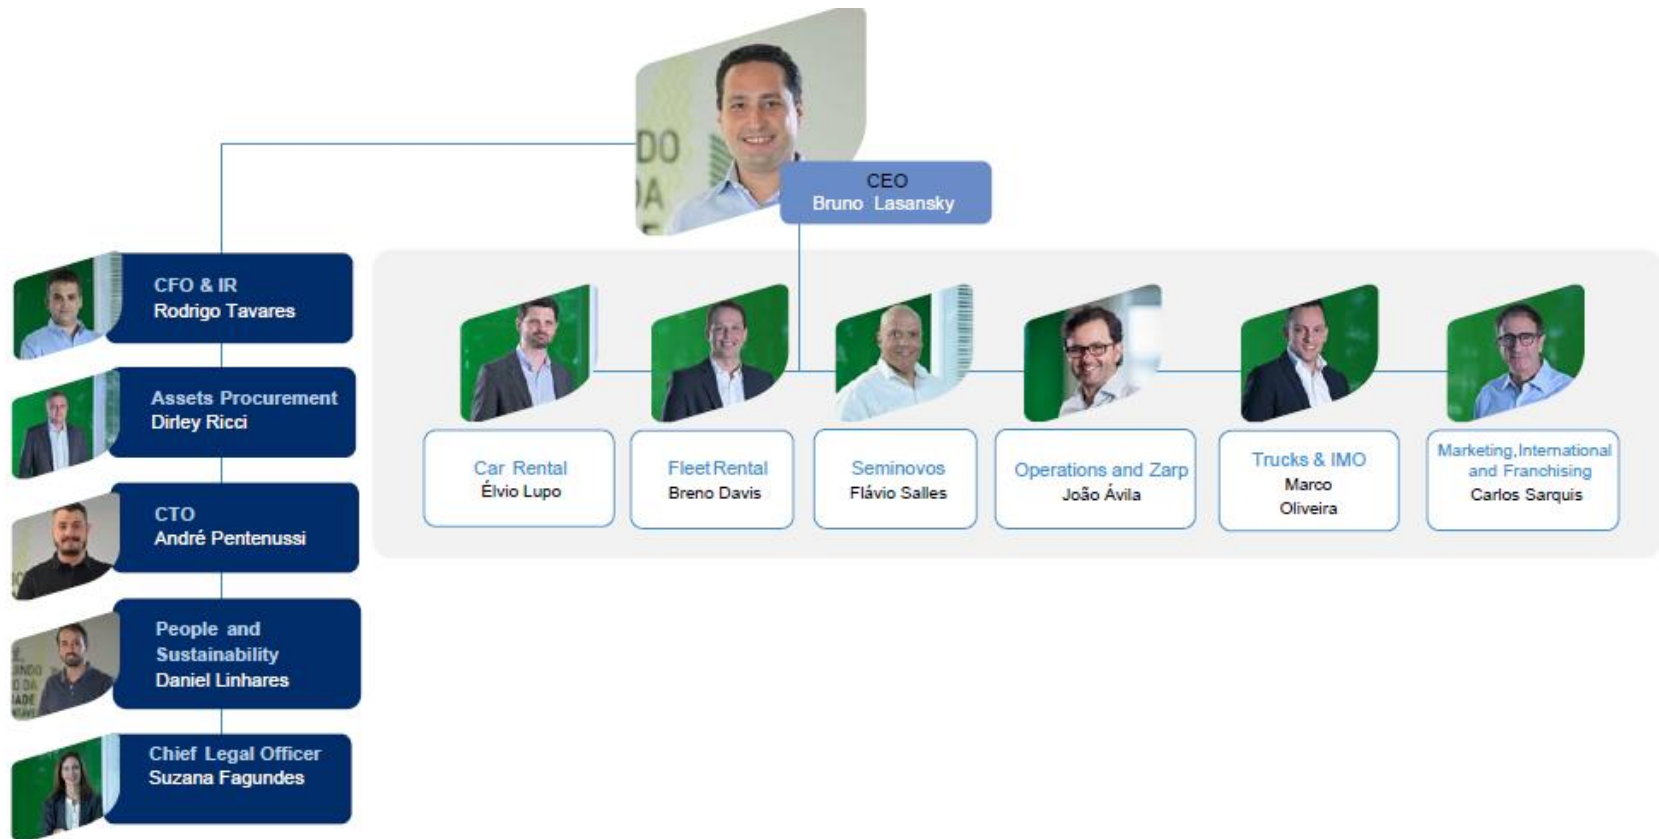 DO
DA
CEO
Bruno Lasansky
CFO & IR
Rodrigo Tavares
Assets Procurement
Dirley Ricci
CTO
André Pentenussi
People and
Sustainability
Daniel Linhares
Chief Legal Officer
Suzana Fagundes
Car Rental
Élvio Lupo
Fleet Rental
Breno Davis
Seminovos
Flávio Salles
Operations and Zarp
João Ávila
Trucks & IMO
Marco
Oliveira
Marketing, International
and Franchising
Carlos Sarquis